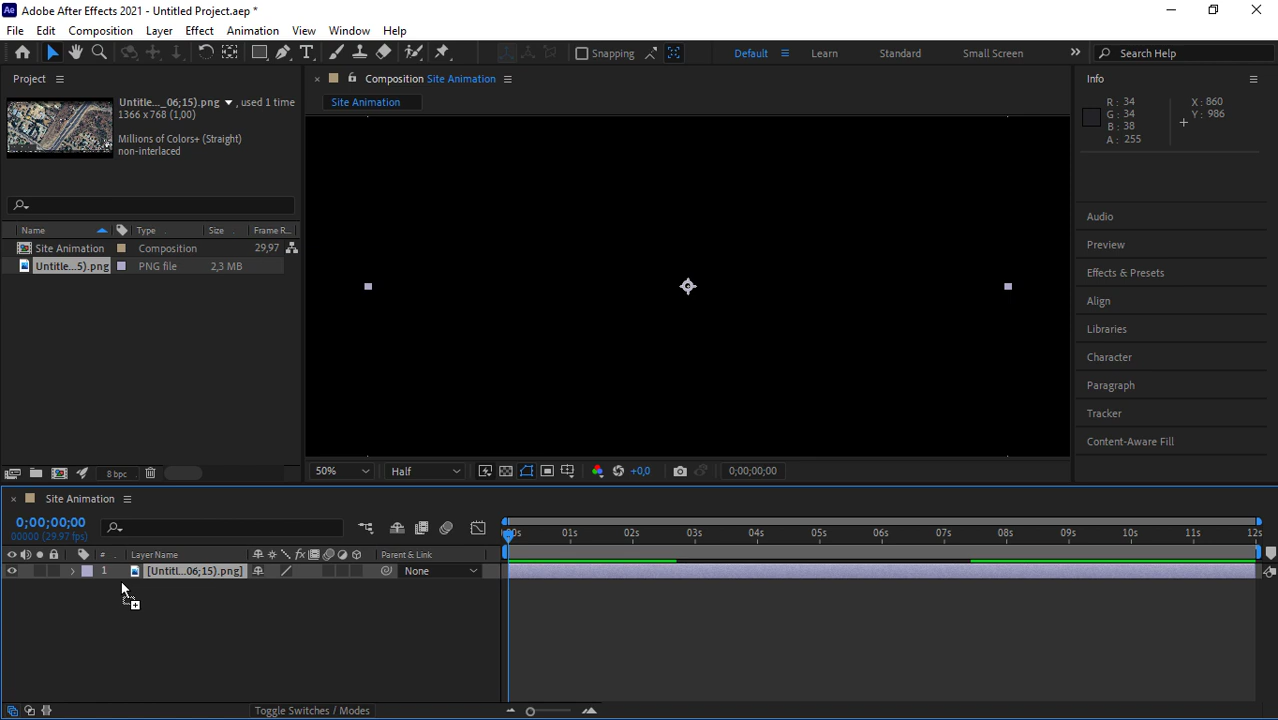 Ae Adobe After Effects 2021 - Untitled Project.aep *
File Edit Composition Layer Effect Animation View Window Help
Snapping Default Learn Standard Small Screen Search Help
Project
Untitle..._06;15).png , used 1 time
1366 x 768 (1,00)
Millions of Colors+ (Straight)
non-interlaced
Name Type Size Frame R...
Site Animation Composition 29,97
Untitle...5).png PNG file 2,3 MB
8 bpc
Composition Site Animation
Site Animation
50% Half +0,0 0;00;00;00
Info
R : 34 X : 860
G : 34 Y : 986
B : 38
A : 255
Audio
Preview
Effects & Presets
Align
Libraries
Character
Paragraph
Tracker
Content-Aware Fill
Site Animation
0;00;00;00
00000 (29.97 fps)
00s 01s 02s 03s 04s 05s 06s 07s 08s 09s 10s 11s
# Layer Name fx Parent & Link
1 [Untitl...06;15).png] None
Toggle Switches / Modes